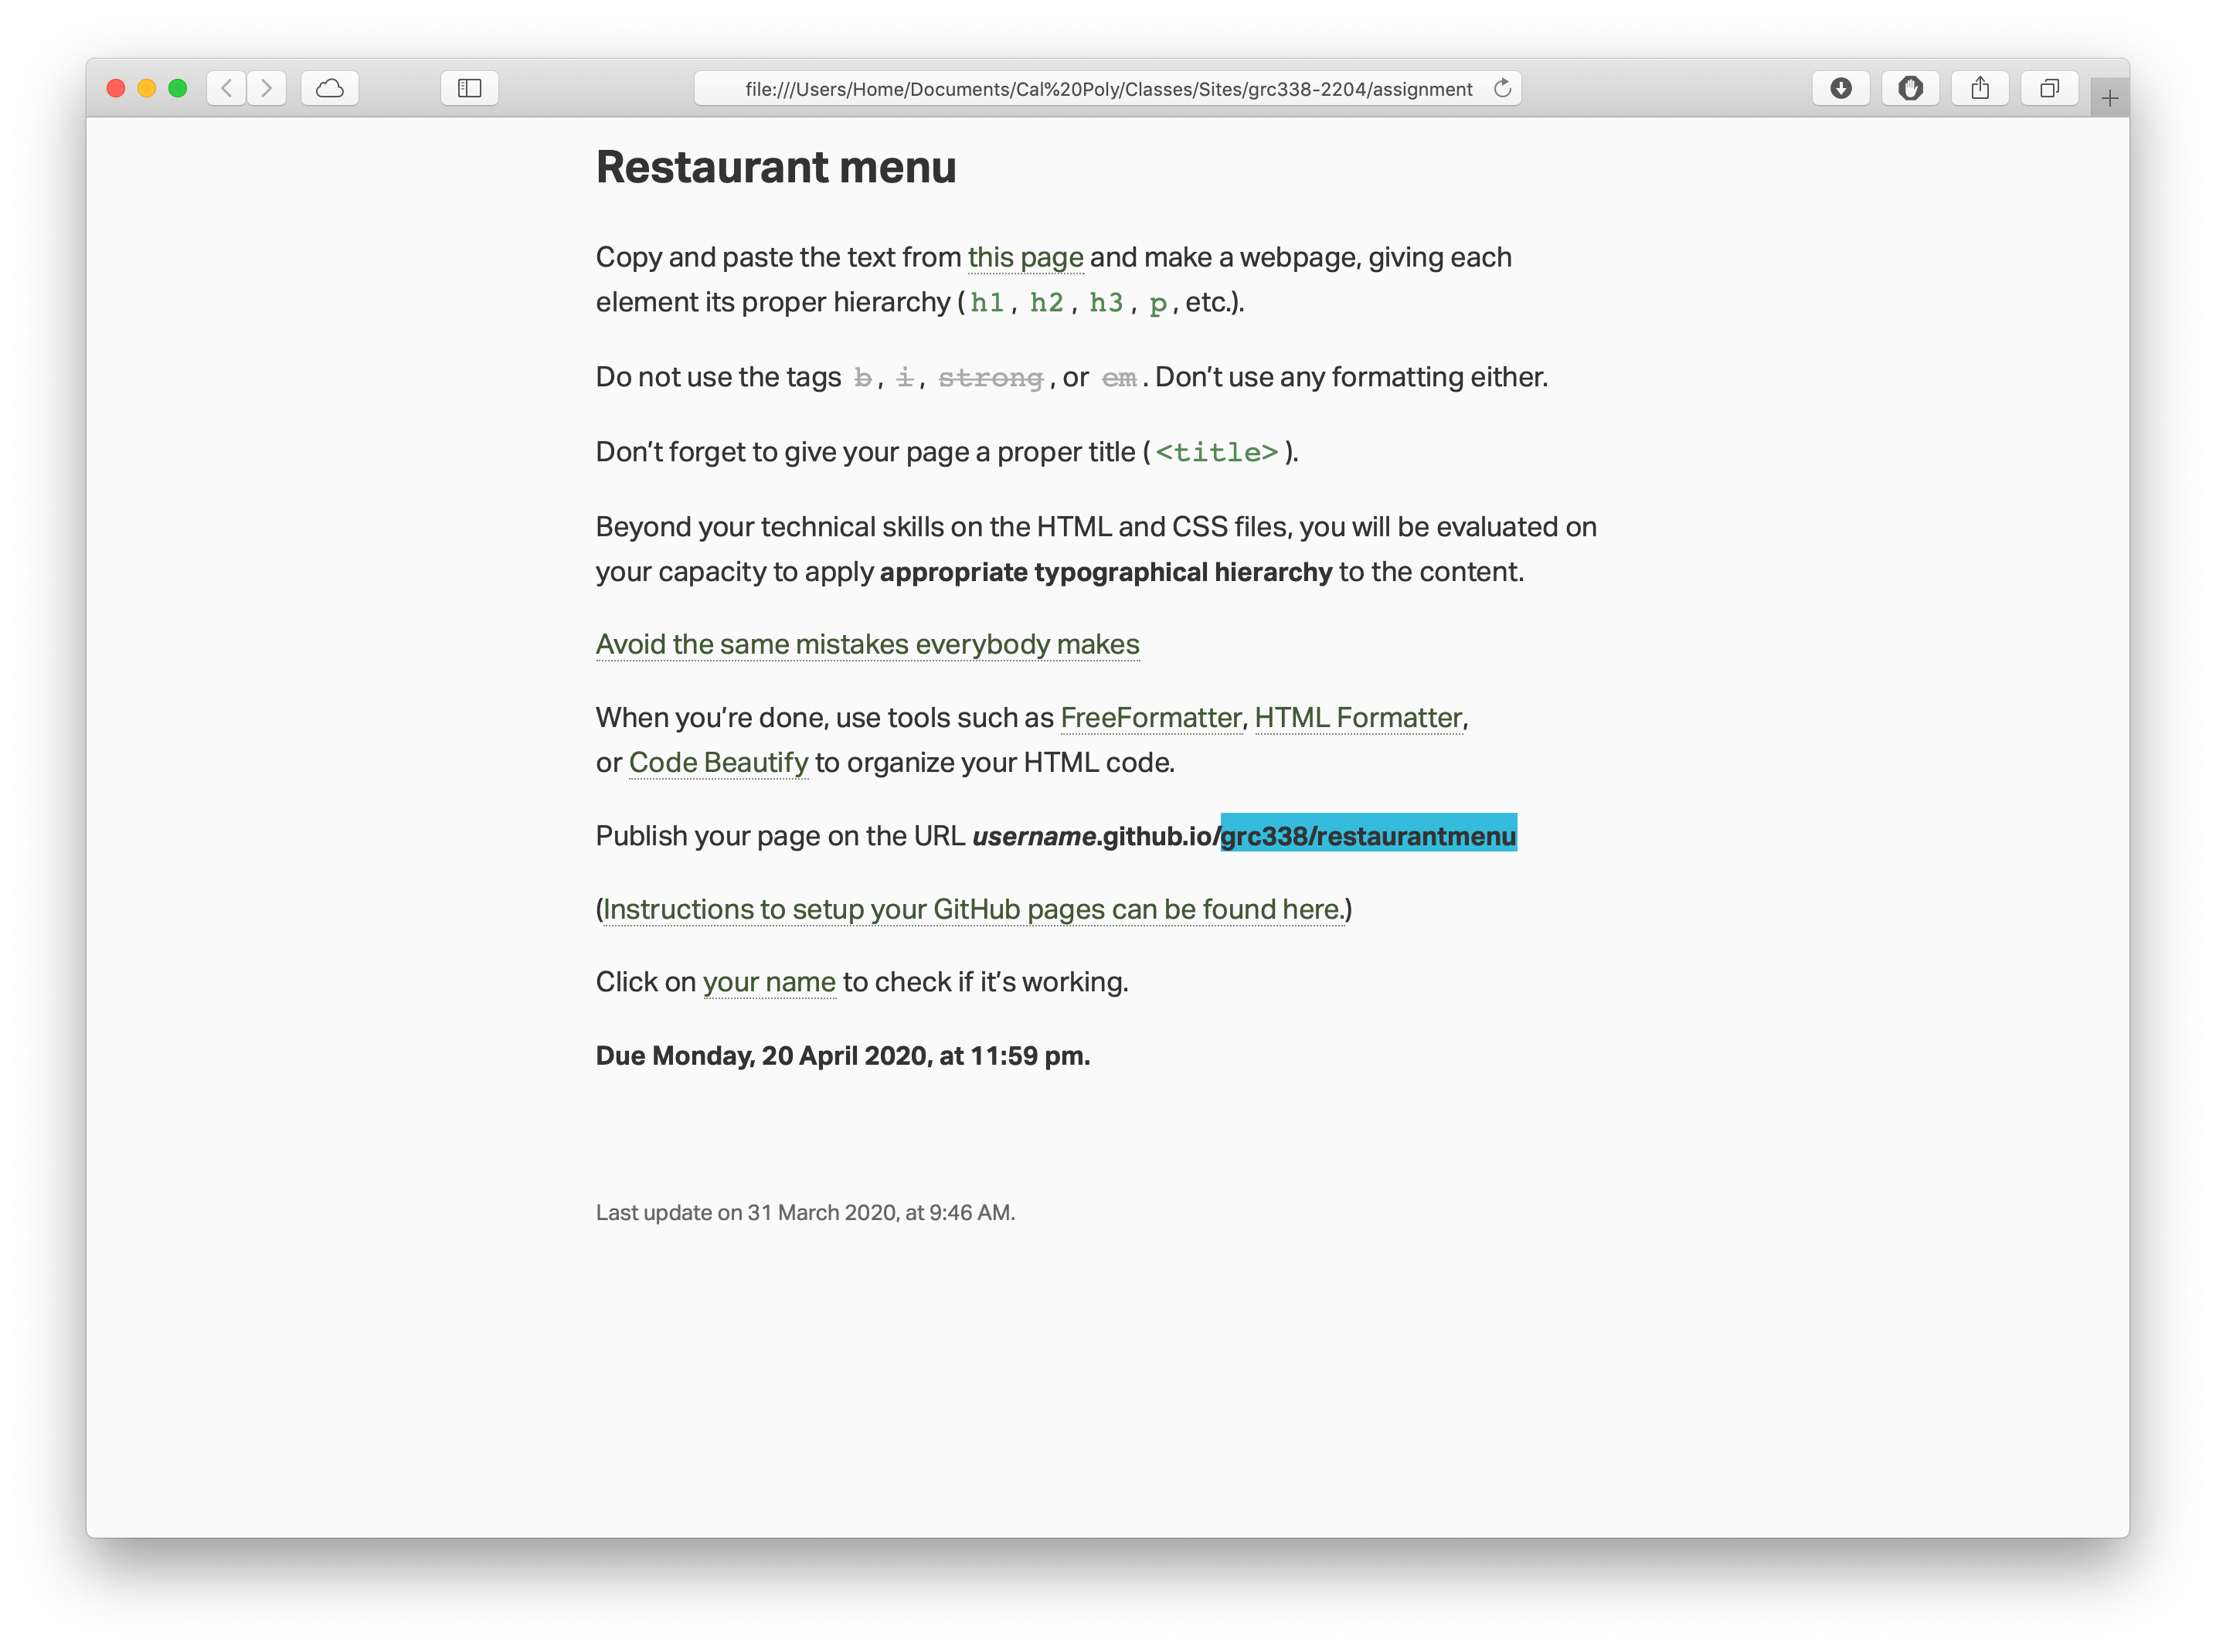 file:///Users/Home/Documents/Cal%20Poly/Classes/Sites/grc338-2204/assignment
Restaurant menu
Copy and paste the text from this page and make a webpage, giving each
element its proper hierarchy ( h1 , h2 , h3 , p , etc.).
Do not use the tags b , i , strong , or em . Don’t use any formatting either.
Don’t forget to give your page a proper title ( <title> ).
Beyond your technical skills on the HTML and CSS files, you will be evaluated on
your capacity to apply appropriate typographical hierarchy to the content.
Avoid the same mistakes everybody makes
When you’re done, use tools such as FreeFormatter, HTML Formatter,
or Code Beautify to organize your HTML code.
Publish your page on the URL username.github.io/grc338/restaurantmenu
(Instructions to setup your GitHub pages can be found here.)
Click on your name to check if it’s working.
Due Monday, 20 April 2020, at 11:59 pm.
Last update on 31 March 2020, at 9:46 AM.